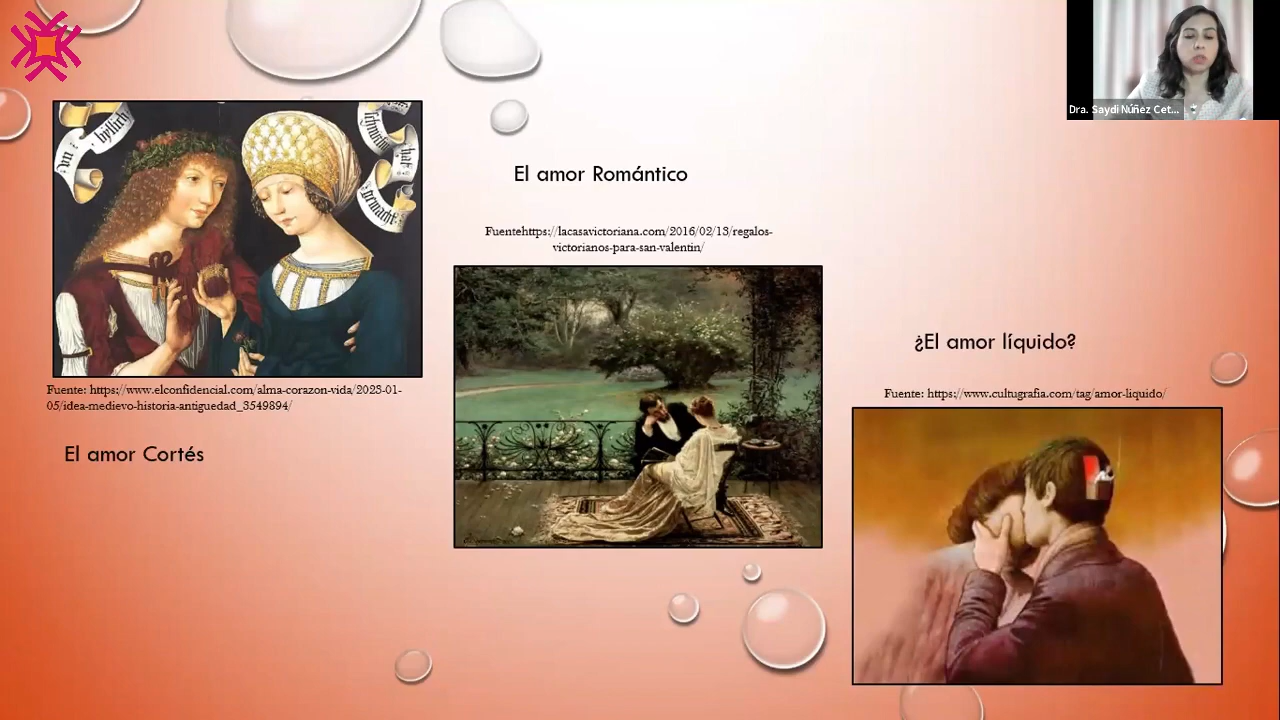 Dra. Saydi Núñez Cet...
El amor Romántico
Fuentehttps://lacasavictoriana.com/2016/02/13/regalos-
victorianos-para-san-valentin/
¿El amor líquido?
Fuente: https://www.cultugrafia.com/tag/amor-liquido/
Fuente: https://www.elconfidencial.com/alma-corazon-vida/2023-01-
05/idea-medievo-historia-antiguedad_3549894/
El amor Cortés